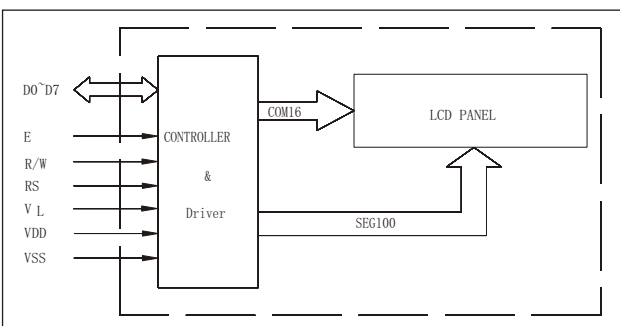 D0~D7
E
R/W
RS
V L
VDD
VSS
CONTROLLER
&
Driver
COM16
SEG100
LCD PANEL